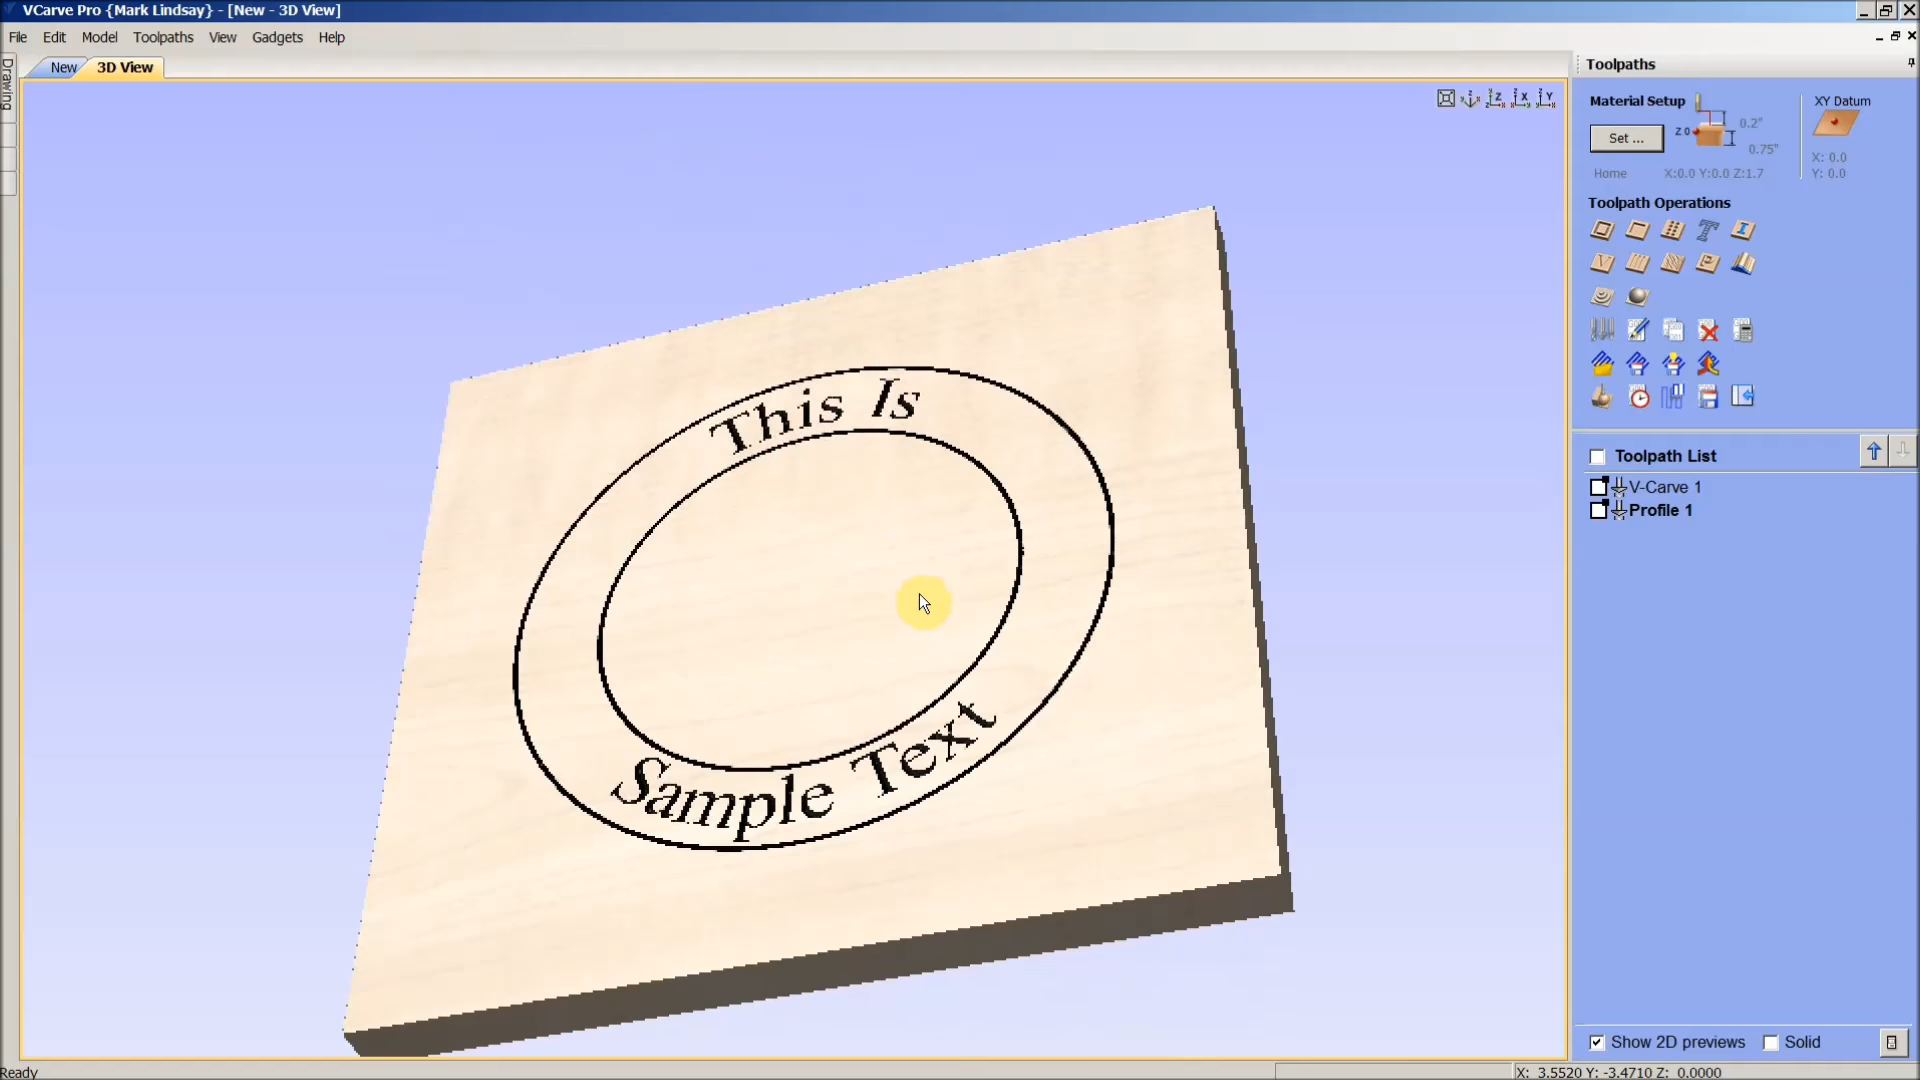 VCarve Pro {Mark Lindsay} - [New - 3D View]
File Edit Model Toolpaths View Gadgets Help
Drawing
New 3D View
Toolpaths
Material Setup
XY Datum
Set ...
Z 0
0.2"
0.75"
X: 0.0
Y: 0.0
Home X:0.0 Y:0.0 Z:1.7
Toolpath Operations
Toolpath List
V-Carve 1
Profile 1
This Is
Sample Text
Show 2D previews Solid
Ready
X: 3.5520 Y: -3.4710 Z: 0.0000